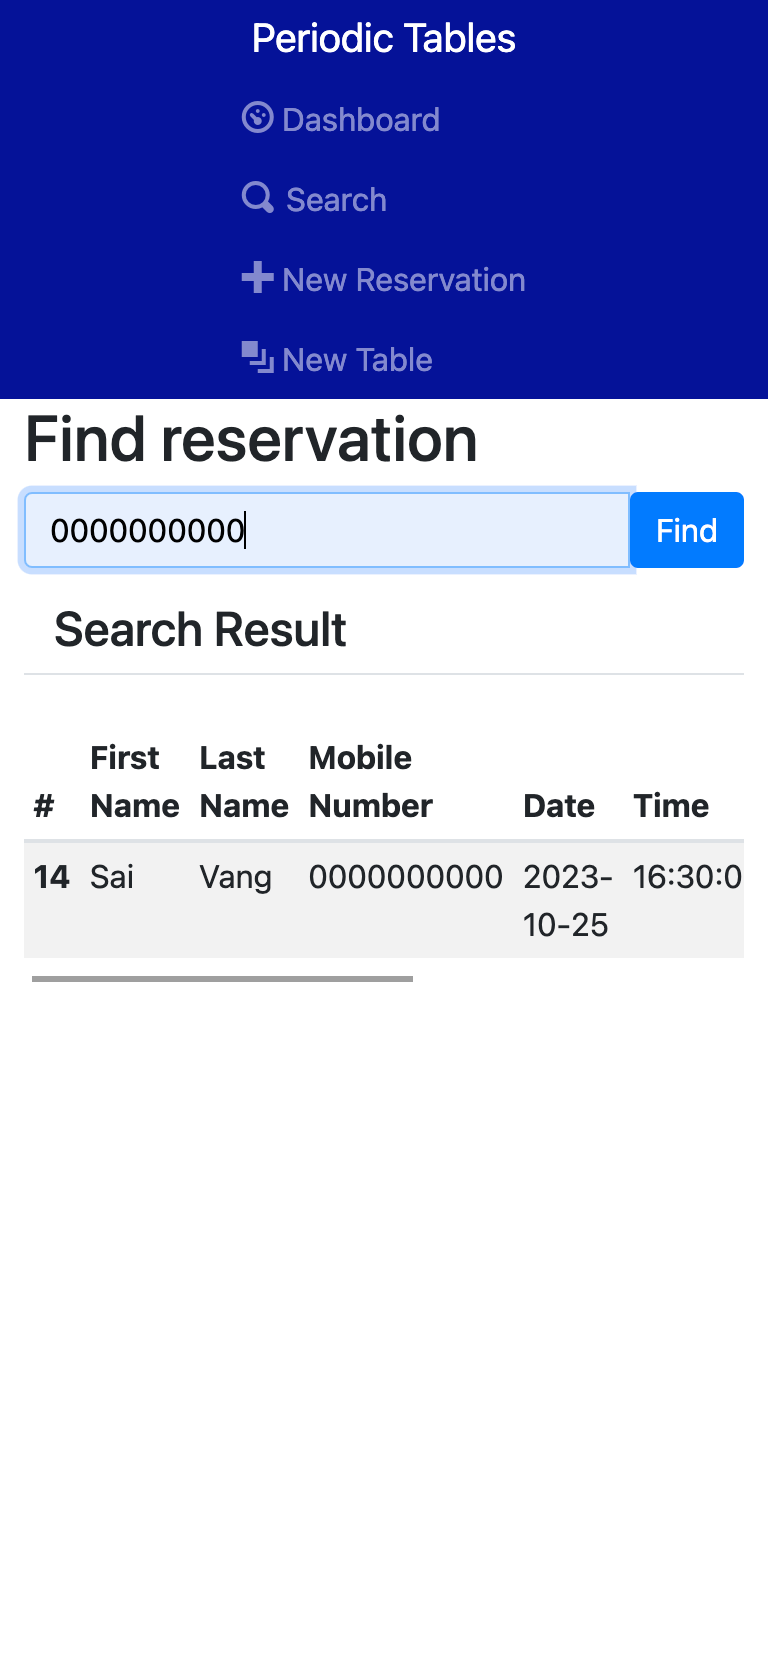 Periodic Tables
Dashboard
Search
New Reservation
New Table
Find reservation
0000000000 Find
Search Result
# First Name Last Name Mobile Number Date Time
14 Sai Vang 0000000000 2023-10-25 16:30:0